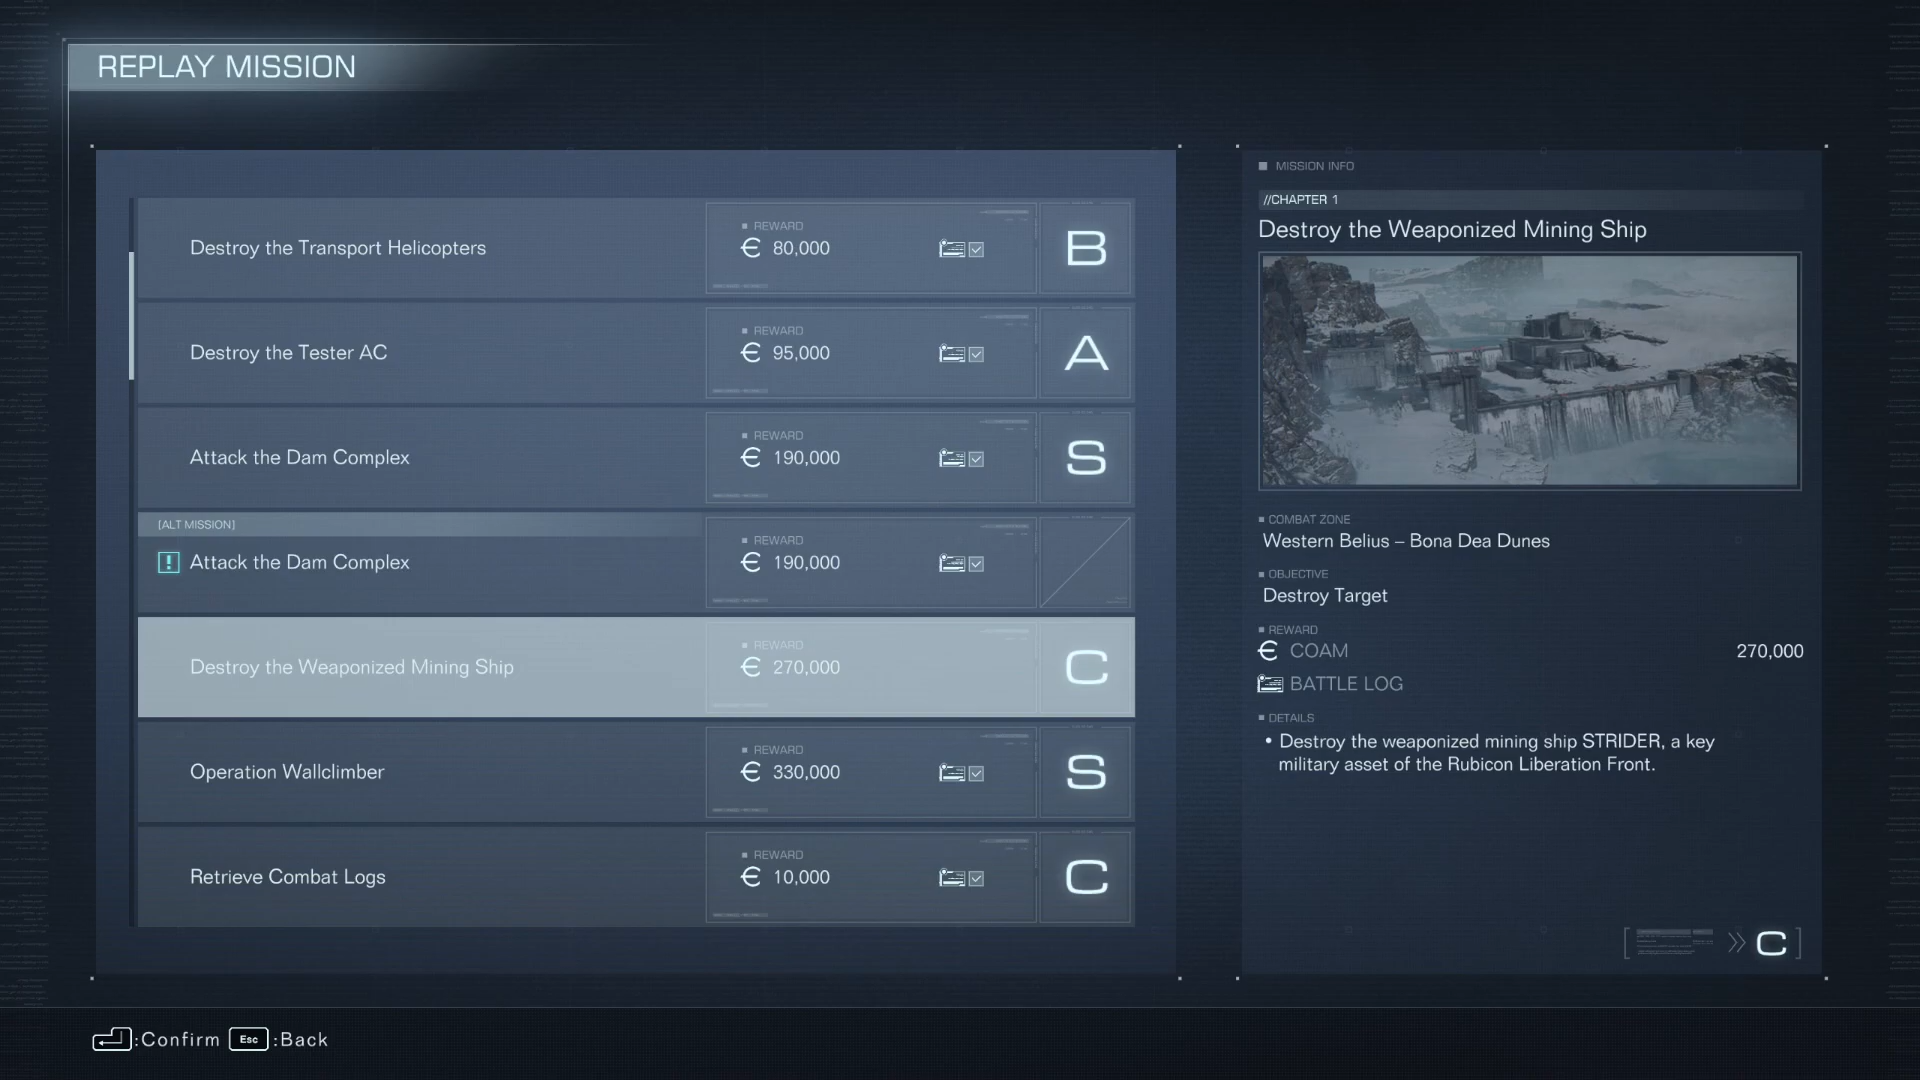 REPLAY MISSION
REWARD
Destroy the Transport Helicopters
€ 80,000
B
REWARD
Destroy the Tester AC
€ 95,000
A
REWARD
Attack the Dam Complex
€ 190,000
S
[ALT MISSION]
REWARD
! Attack the Dam Complex
€ 190,000
REWARD
Destroy the Weaponized Mining Ship
€ 270,000
C
REWARD
Operation Wallclimber
€ 330,000
S
REWARD
Retrieve Combat Logs
€ 10,000
C
MISSION INFO
//CHAPTER 1
Destroy the Weaponized Mining Ship
COMBAT ZONE
Western Belius – Bona Dea Dunes
OBJECTIVE
Destroy Target
REWARD
€ COAM 270,000
BATTLE LOG
DETAILS
• Destroy the weaponized mining ship STRIDER, a key
military asset of the Rubicon Liberation Front.
C
:Confirm Esc :Back